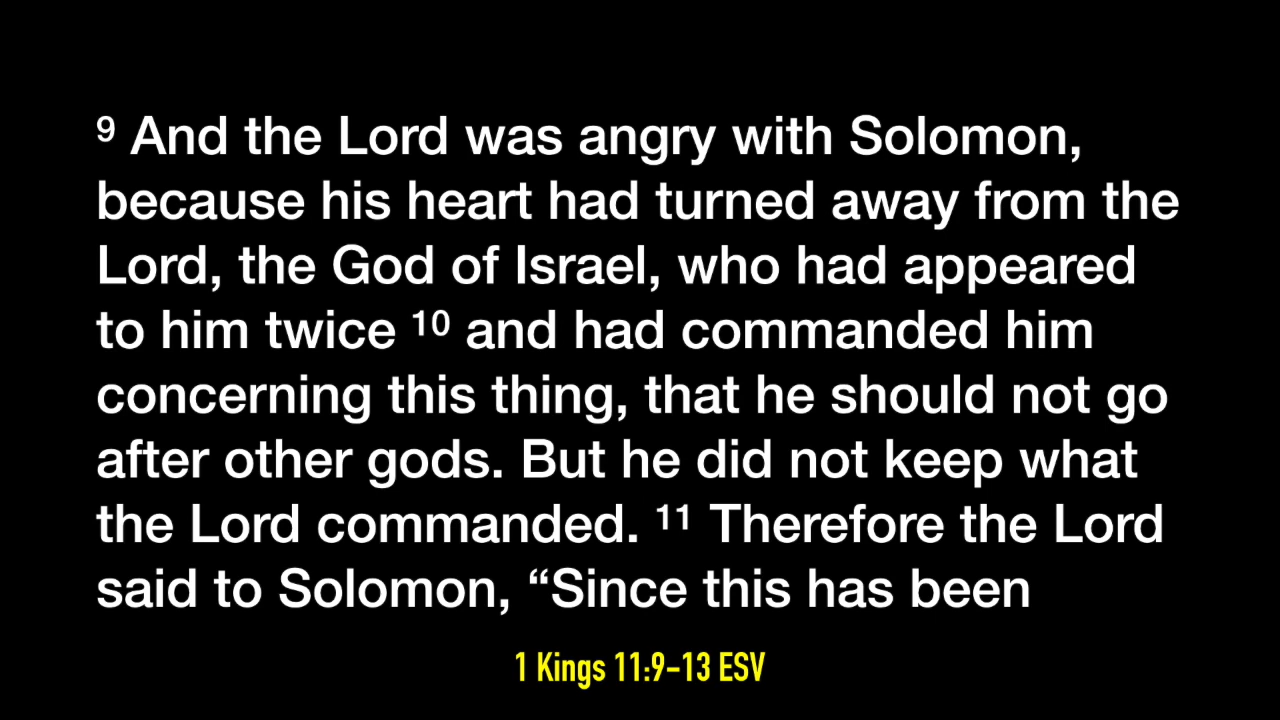 ⁹ And the Lord was angry with Solomon,
because his heart had turned away from the
Lord, the God of Israel, who had appeared
to him twice ¹⁰ and had commanded him
concerning this thing, that he should not go
after other gods. But he did not keep what
the Lord commanded. ¹¹ Therefore the Lord
said to Solomon, “Since this has been
1 Kings 11:9–13 ESV